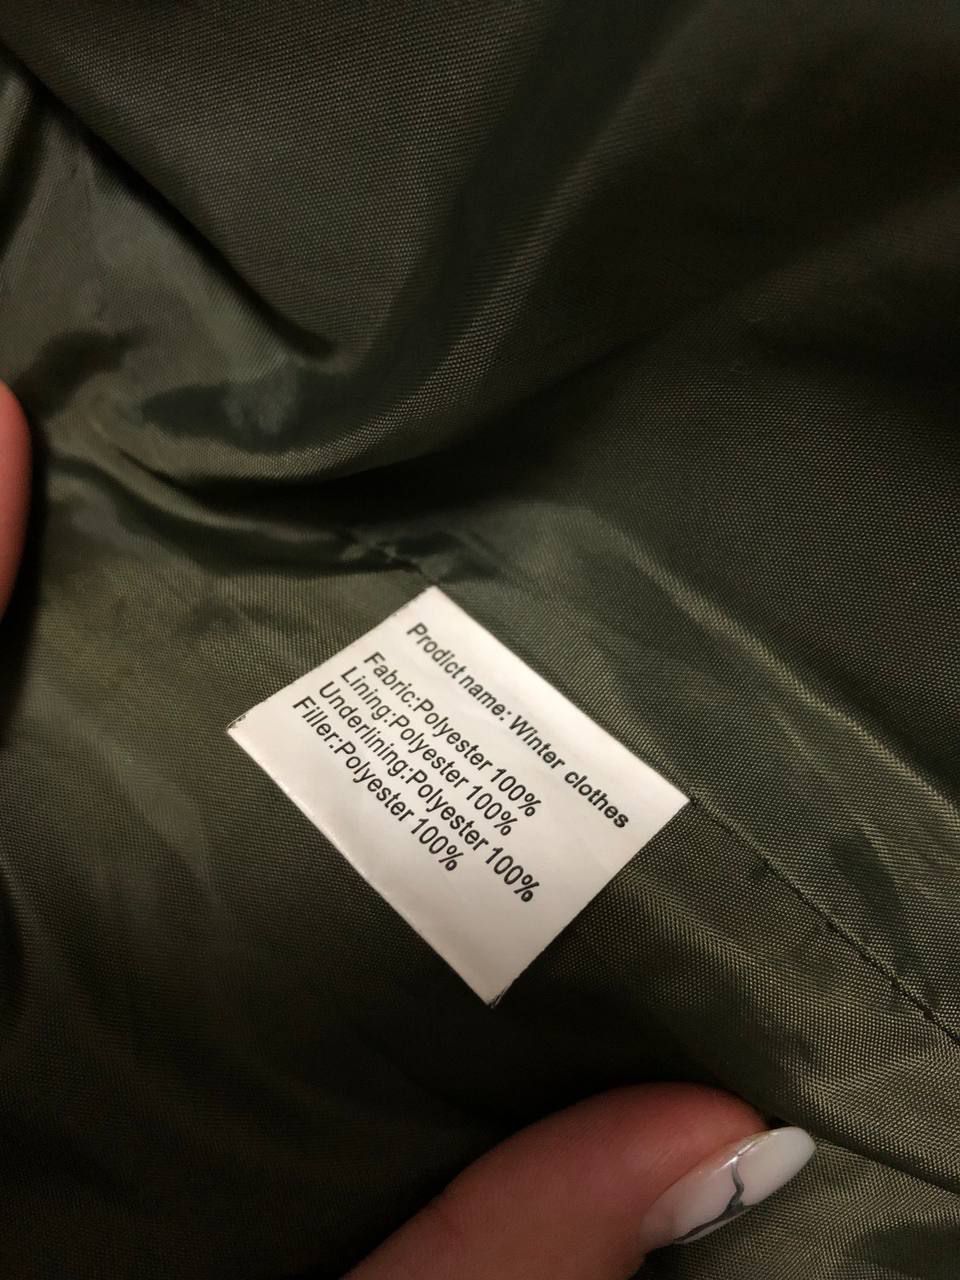 Prodict name: Winter clothes
Fabric:Polyester 100%
Lining:Polyester 100%
Underlining:Polyester 100%
Filler:Polyester 100%